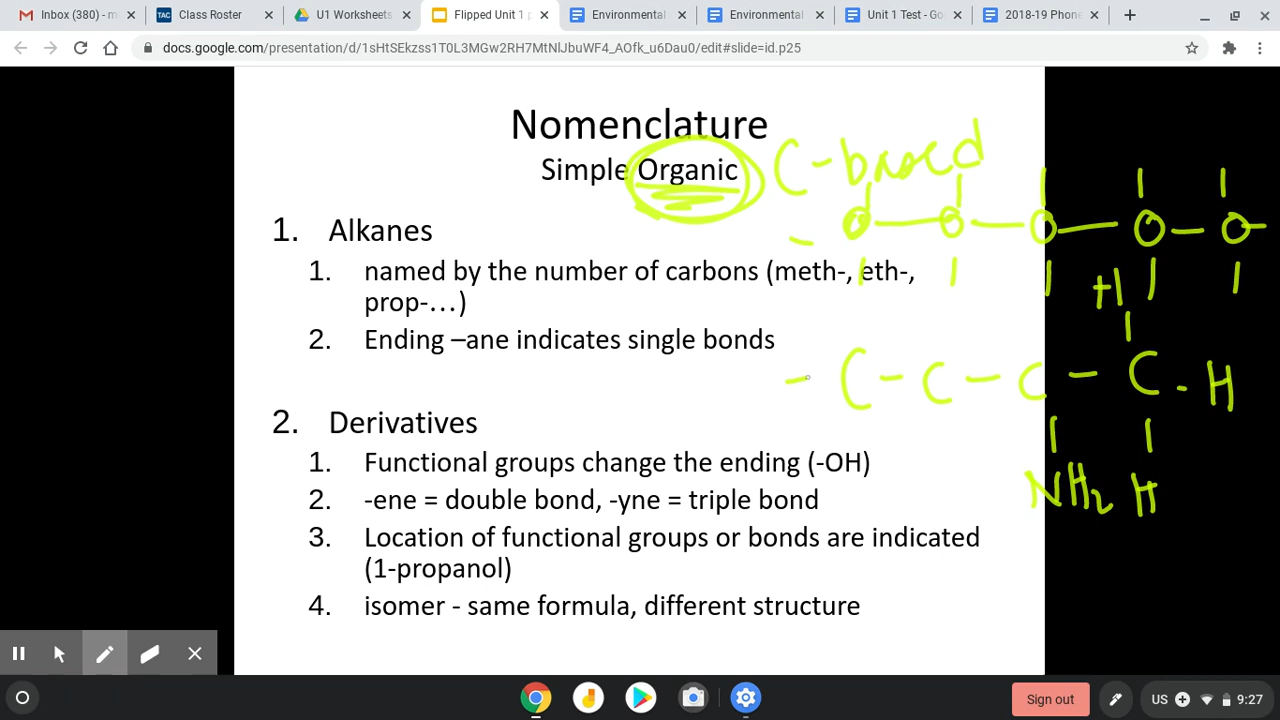 Inbox (380) - m
Class Roster
U1 Worksheets
Flipped Unit 1 p
Environmental
Environmental
Unit 1 Test - Go
2018-19 Phon
docs.google.com/presentation/d/1sHtSEkzss1T0L3MGw2RH7MtNlJbuWF4_AOfk_u6Dau0/edit#slide=id.p25
Nomenclature
Simple Organic
C-based
1. Alkanes
1. named by the number of carbons (meth-, eth-,
prop-…)
2. Ending –ane indicates single bonds
H
- C - C - C - C - H
NH2 H
2. Derivatives
1. Functional groups change the ending (-OH)
2. -ene = double bond, -yne = triple bond
3. Location of functional groups or bonds are indicated
(1-propanol)
4. isomer - same formula, different structure
Sign out
US
9:27